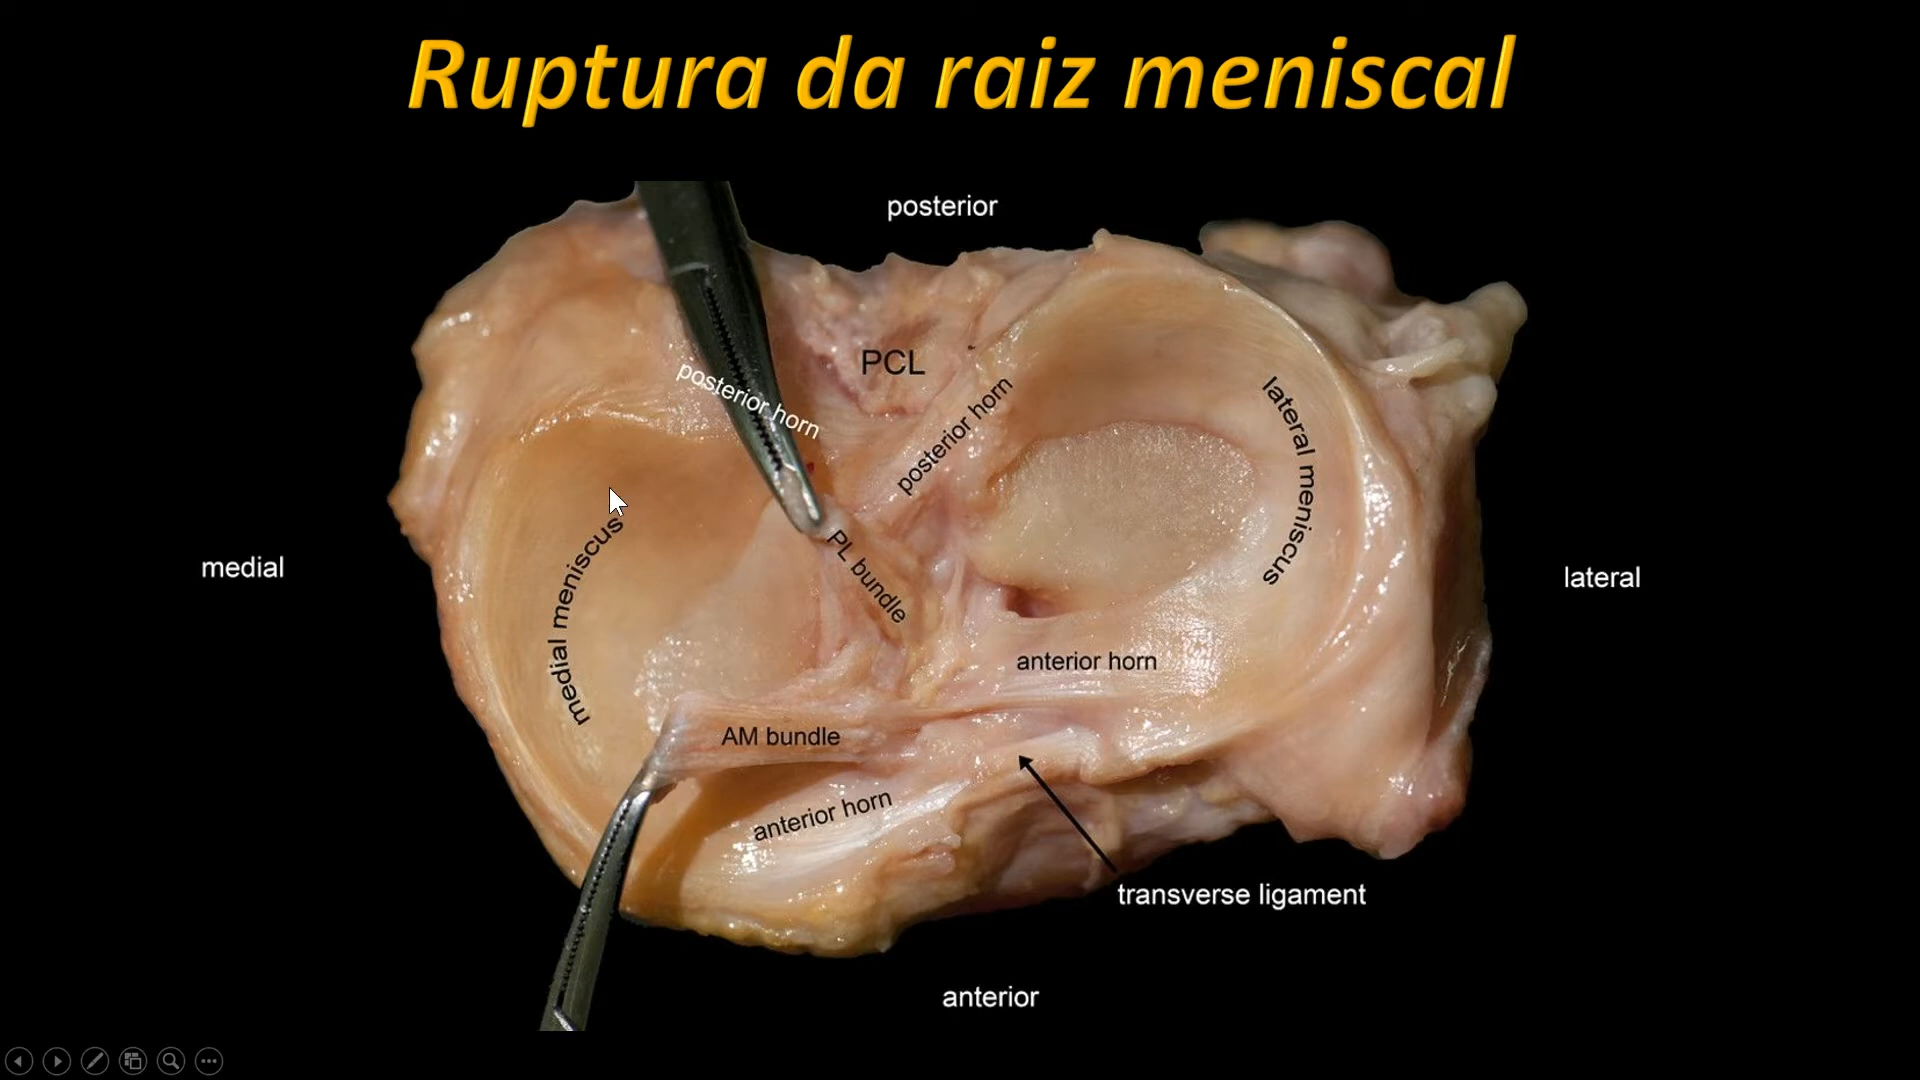 Ruptura da raiz meniscal
posterior
PCL
posterior horn
posterior horn
lateral meniscus
medial
PL bundle
medial meniscus
lateral
anterior horn
AM bundle
anterior horn
transverse ligament
anterior